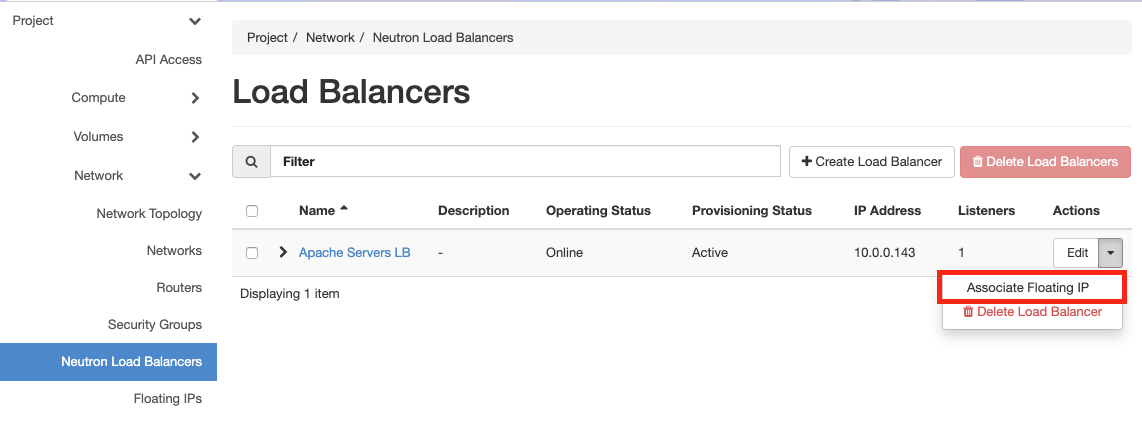 Project
API Access
Compute
Volumes
Network
Network Topology
Networks
Routers
Security Groups
Neutron Load Balancers
Floating IPs
Project / Network / Neutron Load Balancers
Load Balancers
Filter Create Load Balancer Delete Load Balancers
Name Description Operating Status Provisioning Status IP Address Listeners Actions
Apache Servers LB - Online Active 10.0.0.143 1 Edit
Associate Floating IP
Delete Load Balancer
Displaying 1 item